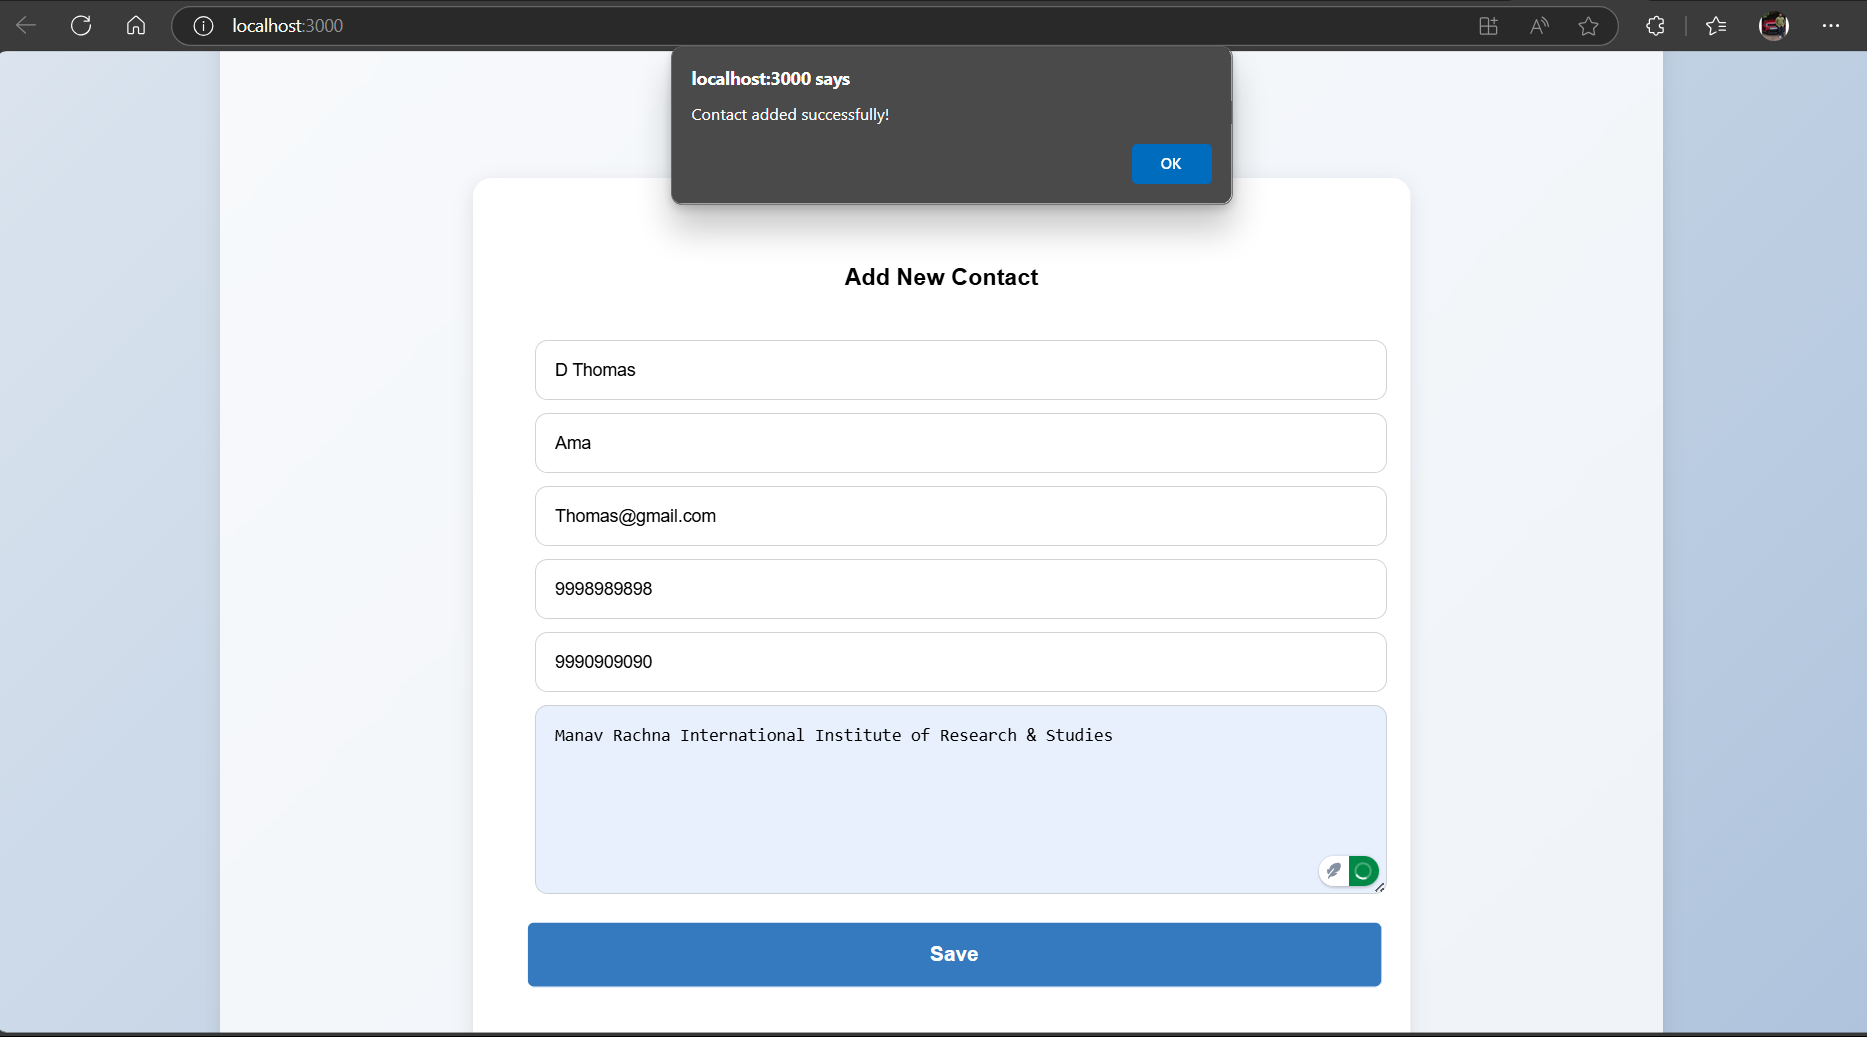 localhost:3000
localhost:3000 says
Contact added successfully!
OK
Add New Contact
D Thomas
Ama
Thomas@gmail.com
9998989898
9990909090
Manav Rachna International Institute of Research & Studies
Save